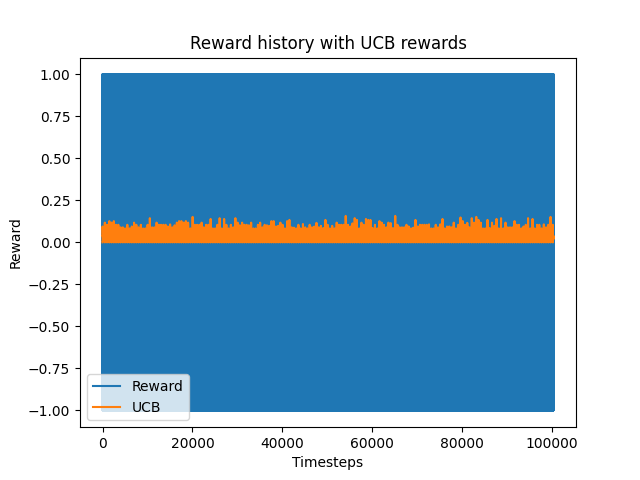 Reward history with UCB rewards
1.00
0.75
0.50
0.25
0.00
−0.25
−0.50
−0.75
−1.00
Reward
Reward
UCB
0 20000 40000 60000 80000 100000
Timesteps